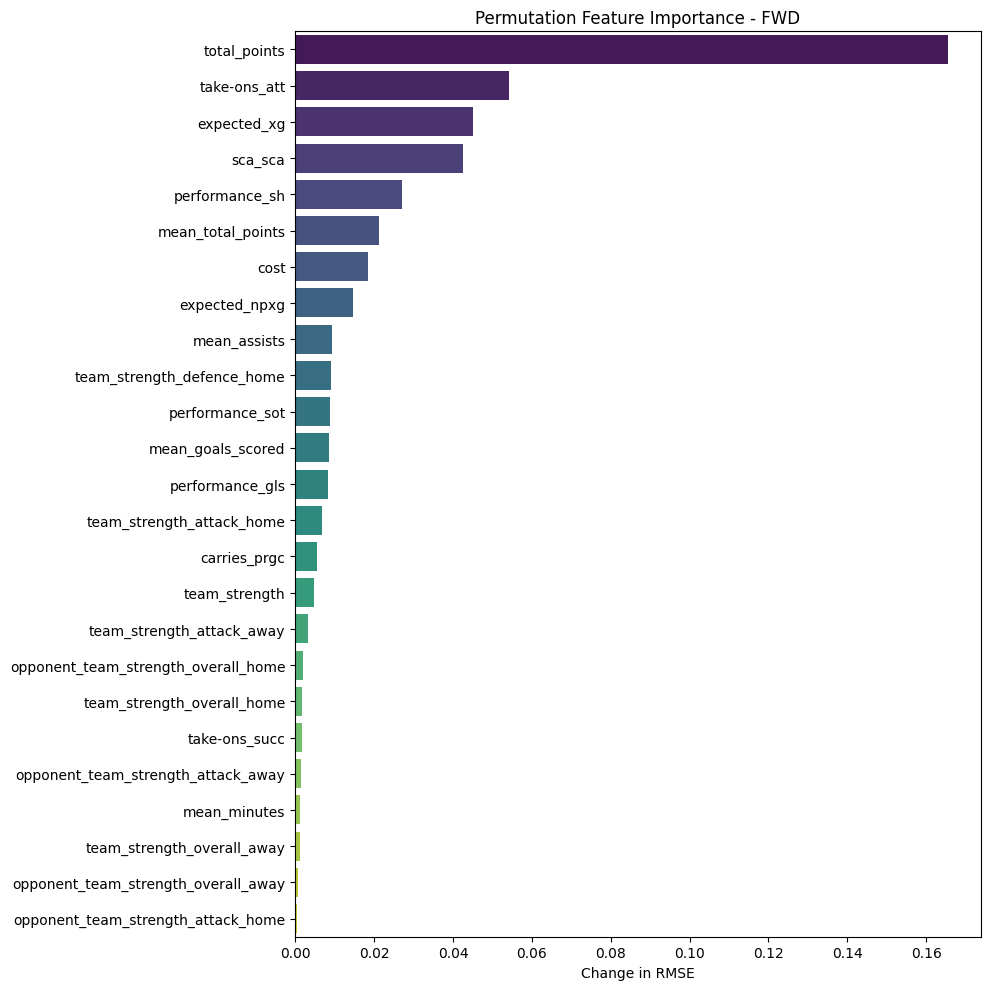 Permutation Feature Importance - FWD
total_points
take-ons_att
expected_xg
sca_sca
performance_sh
mean_total_points
cost
expected_npxg
mean_assists
team_strength_defence_home
performance_sot
mean_goals_scored
performance_gls
team_strength_attack_home
carries_prgc
team_strength
team_strength_attack_away
opponent_team_strength_overall_home
team_strength_overall_home
take-ons_succ
opponent_team_strength_attack_away
mean_minutes
team_strength_overall_away
opponent_team_strength_overall_away
opponent_team_strength_attack_home
0.00 0.02 0.04 0.06 0.08 0.10 0.12 0.14 0.16
Change in RMSE